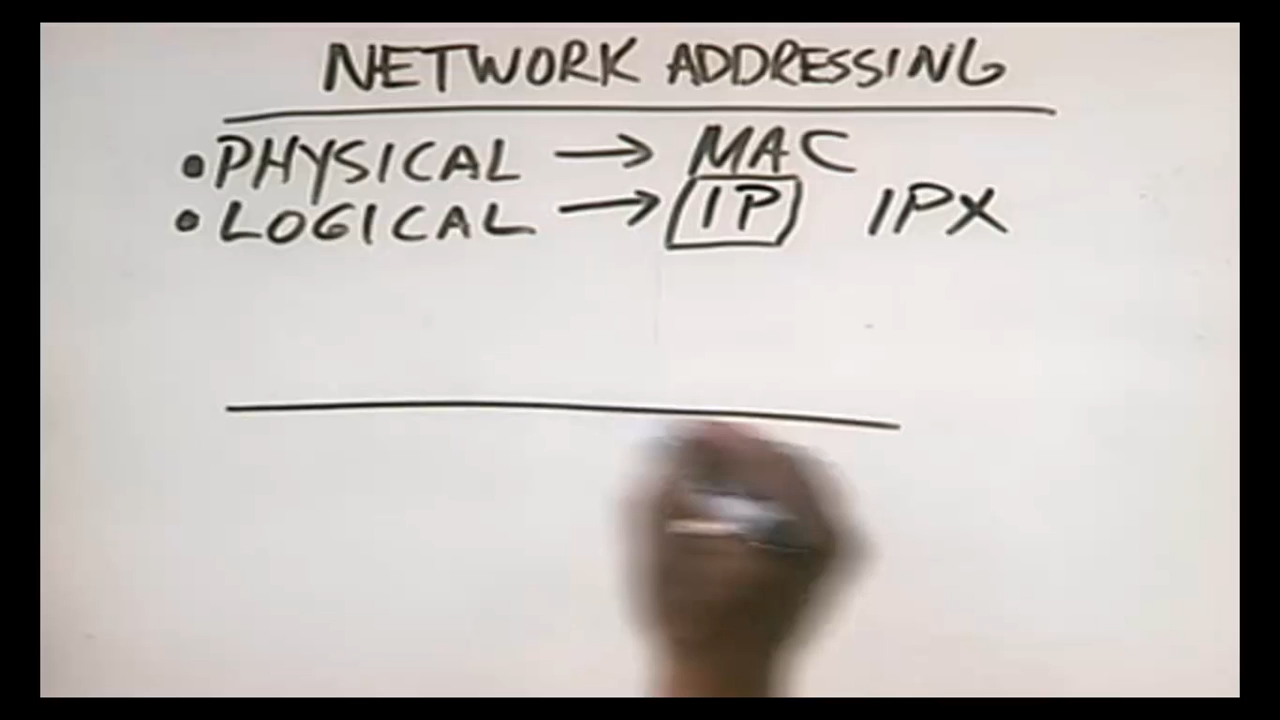 NETWORK ADDRESSING
• PHYSICAL → MAC
• LOGICAL → IP IPX